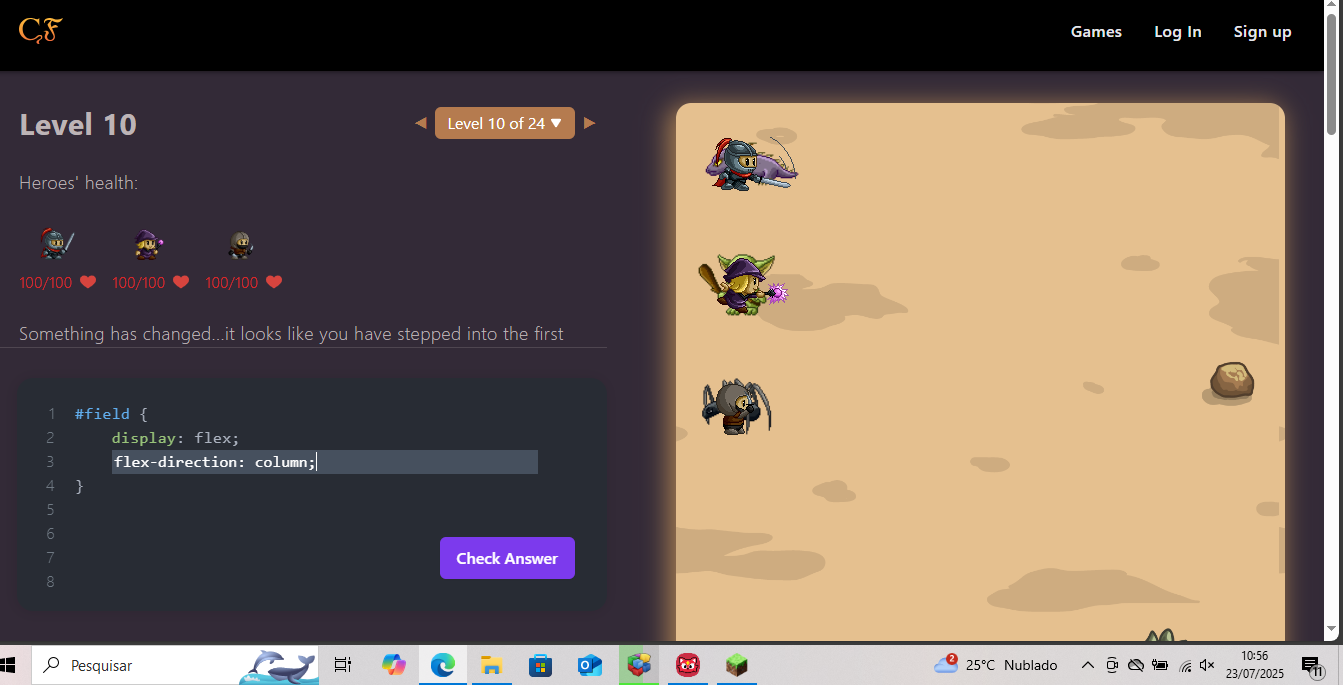 CF
Games Log In Sign up
Level 10
◀ Level 10 of 24 ▼ ▶
Heroes' health:
100/100 100/100 100/100
Something has changed...it looks like you have stepped into the first
1 #field {
2 display: flex;
3 flex-direction: column;
4 }
5
6
7
8
Check Answer
Pesquisar
2
25°C Nublado
10:56
23/07/2025
11